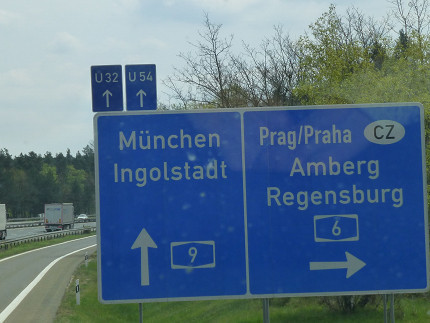 U 32
U 54
München
Ingolstadt
9
Prag/Praha CZ
Amberg
Regensburg
6